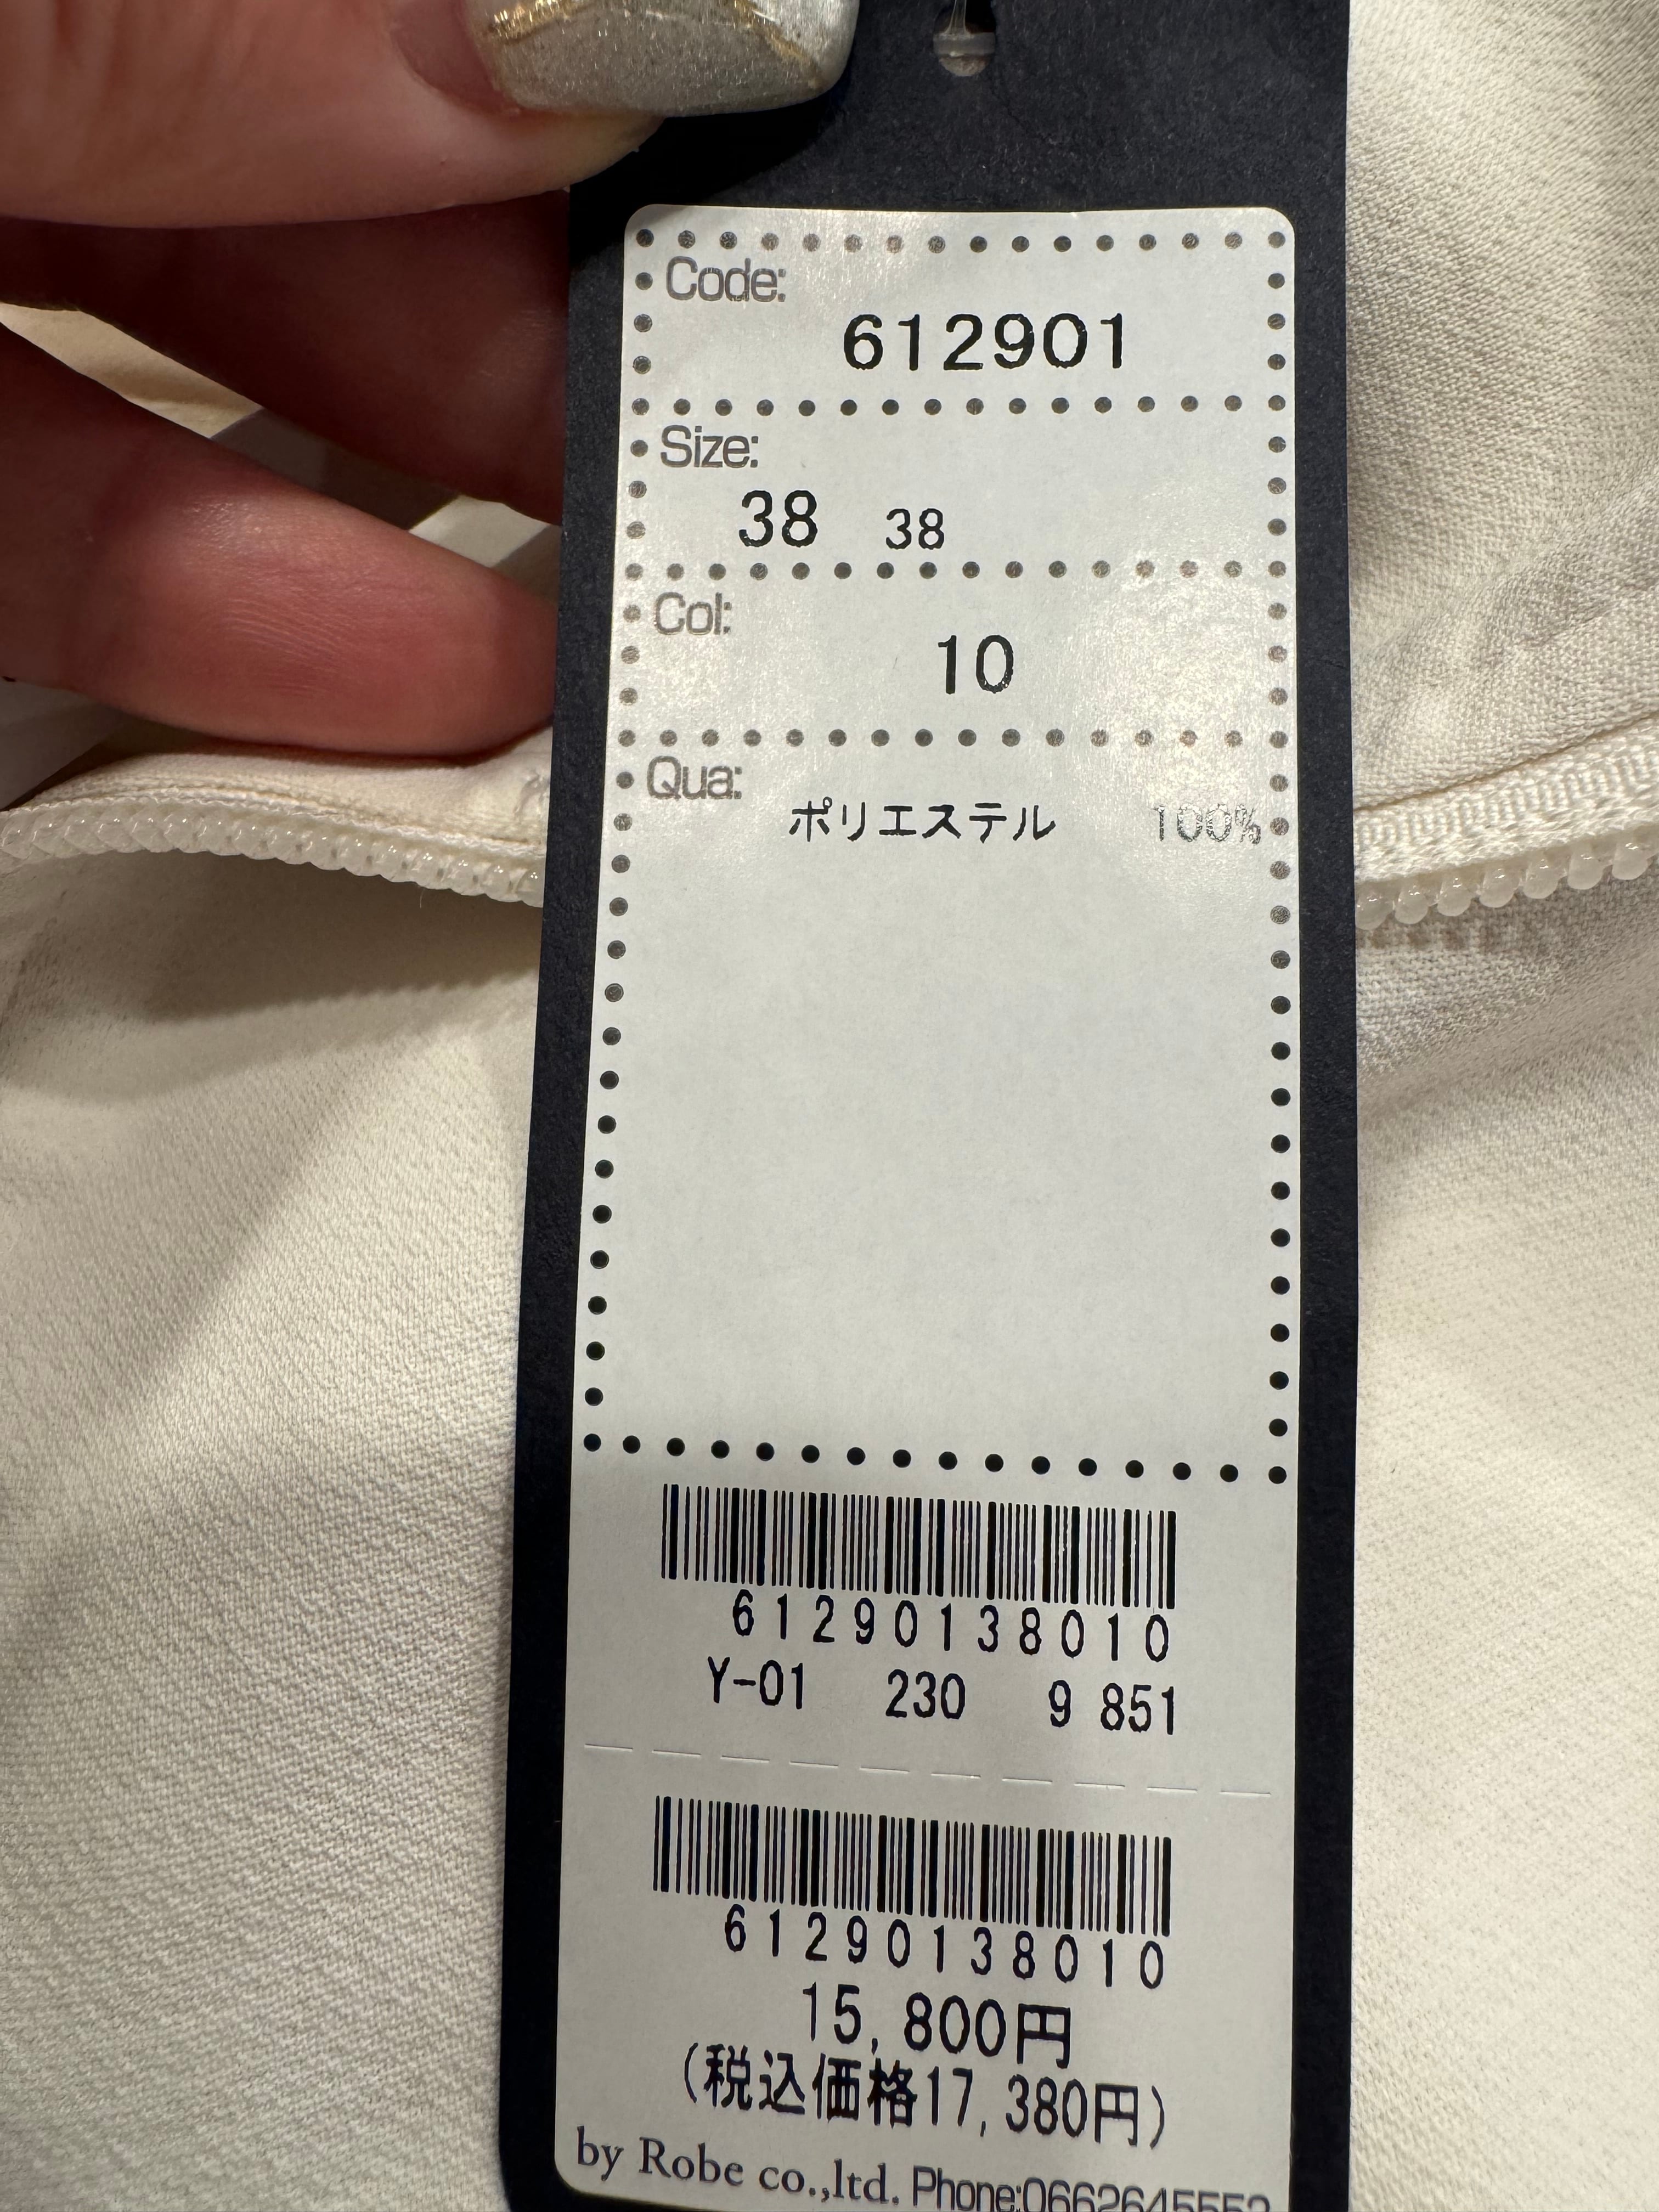 Code:
612901
Size:
38 38
Col:
10
Qua:
ポリエステル 100%
61290138010
Y-01 230 9 851
61290138010
15,800円
(税込価格17,380円)
by Robe co.,ltd. Phone:0662645552